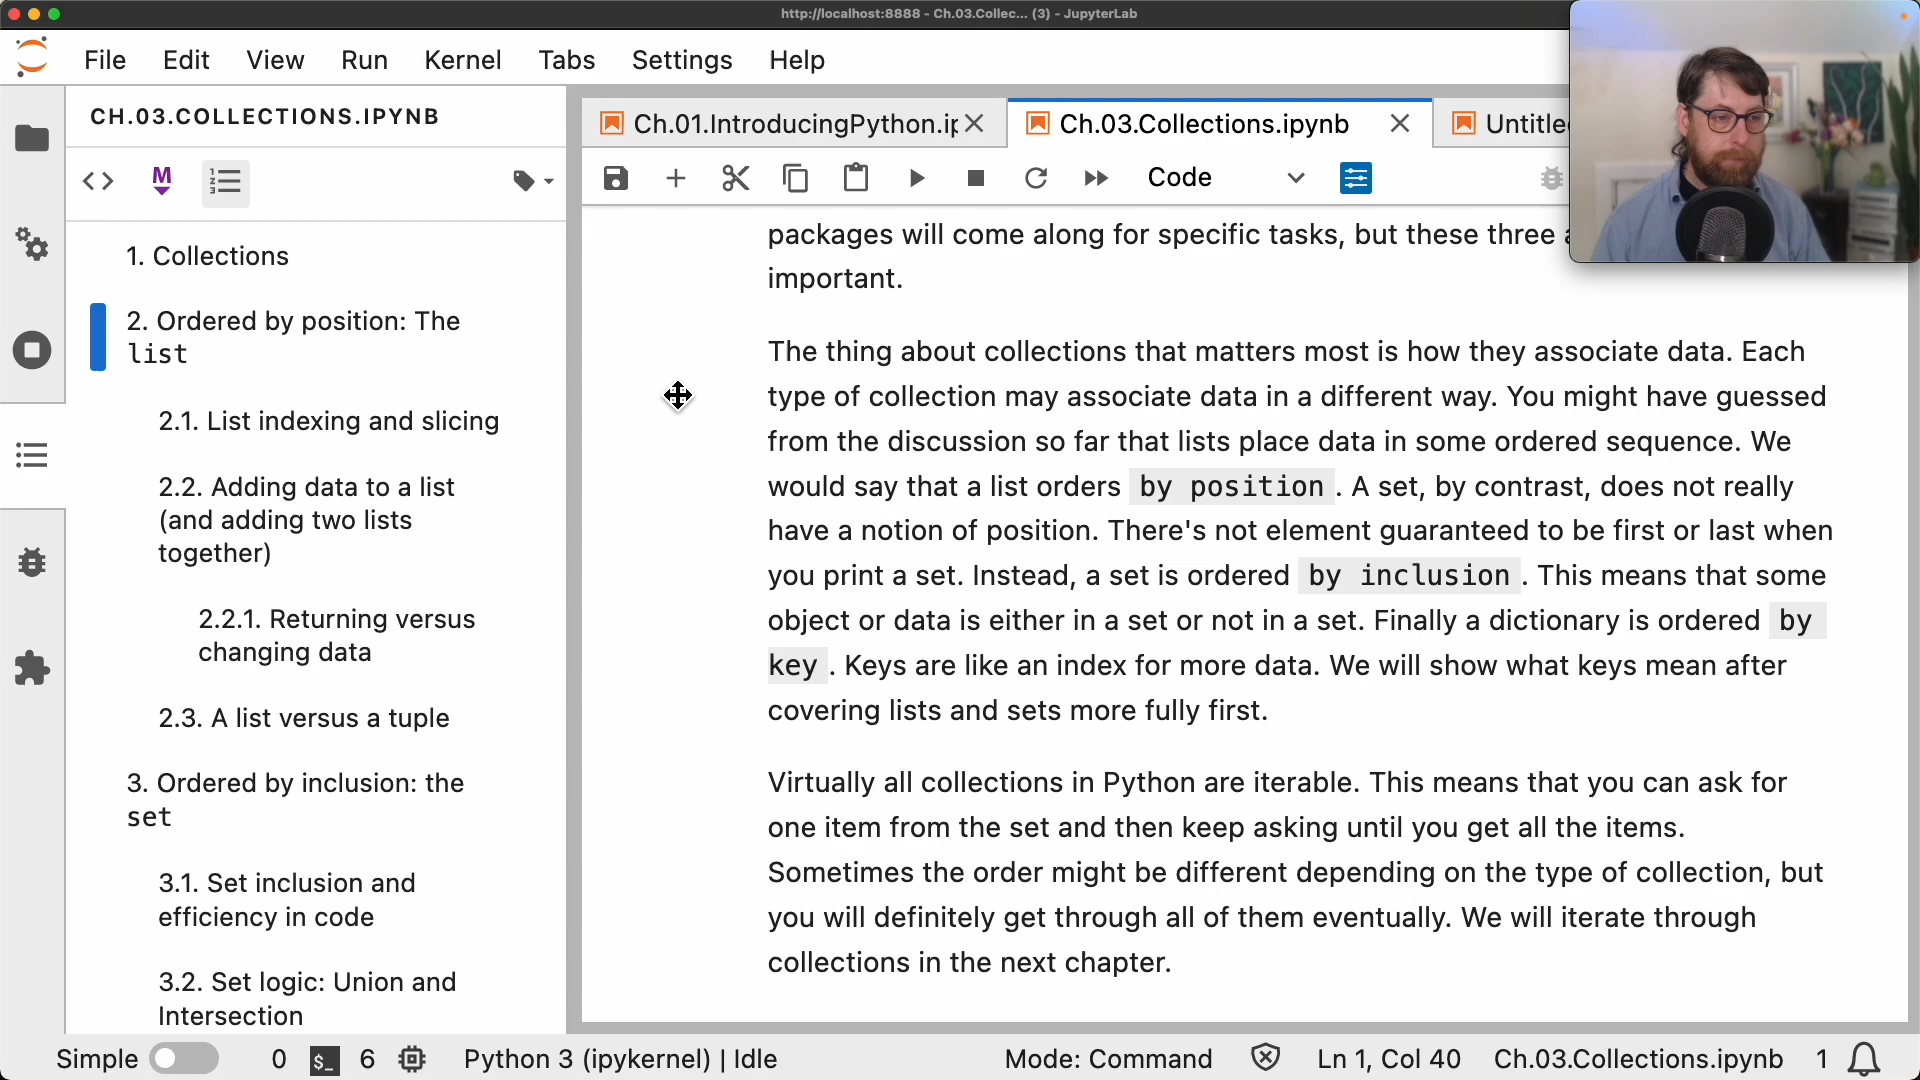 http://localhost:8888 - Ch.03.Collec... (3) - JupyterLab
File Edit View Run Kernel Tabs Settings Help
CH.03.COLLECTIONS.IPYNB
Ch.01.IntroducingPython.ip
Ch.03.Collections.ipynb
Untitle
M
Code
1. Collections
2. Ordered by position: The
list
2.1. List indexing and slicing
2.2. Adding data to a list
(and adding two lists
together)
2.2.1. Returning versus
changing data
2.3. A list versus a tuple
3. Ordered by inclusion: the
set
3.1. Set inclusion and
efficiency in code
3.2. Set logic: Union and
Intersection
packages will come along for specific tasks, but these three
important.
The thing about collections that matters most is how they associate data. Each
type of collection may associate data in a different way. You might have guessed
from the discussion so far that lists place data in some ordered sequence. We
would say that a list orders by position . A set, by contrast, does not really
have a notion of position. There's not element guaranteed to be first or last when
you print a set. Instead, a set is ordered by inclusion . This means that some
object or data is either in a set or not in a set. Finally a dictionary is ordered by
key . Keys are like an index for more data. We will show what keys mean after
covering lists and sets more fully first.
Virtually all collections in Python are iterable. This means that you can ask for
one item from the set and then keep asking until you get all the items.
Sometimes the order might be different depending on the type of collection, but
you will definitely get through all of them eventually. We will iterate through
collections in the next chapter.
Simple 0 $_ 6 Python 3 (ipykernel) | Idle Mode: Command Ln 1, Col 40 Ch.03.Collections.ipynb 1